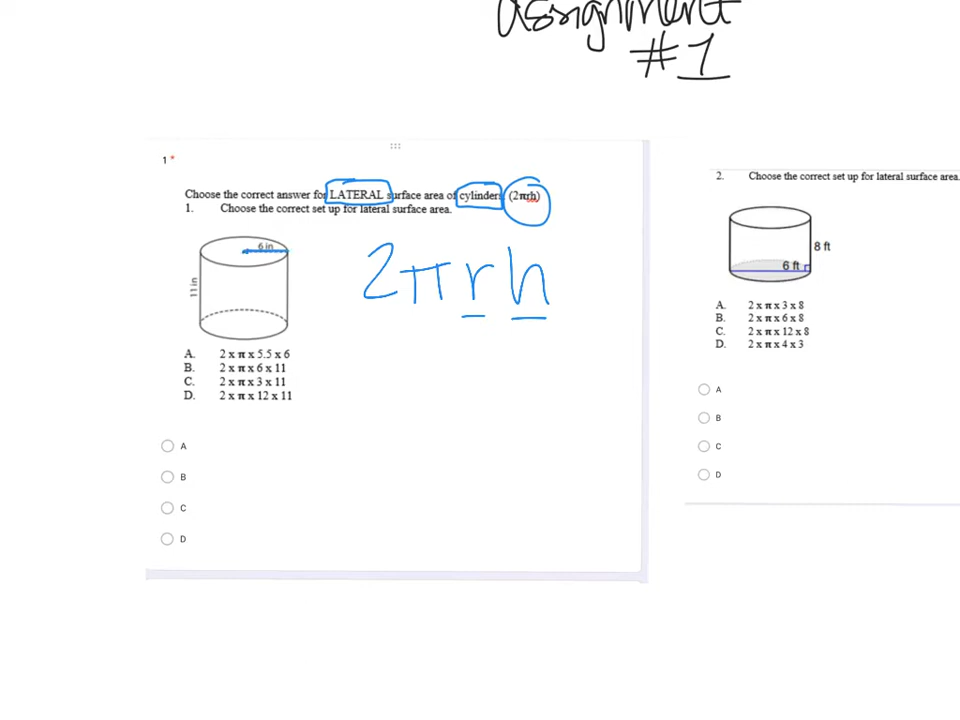 assignment
#1
1 *
Choose the correct answer for LATERAL surface area of cylinders (2πrh)
1. Choose the correct set up for lateral surface area.
6 in
11 in
2πrh
A. 2 x π x 5.5 x 6
B. 2 x π x 6 x 11
C. 2 x π x 3 x 11
D. 2 x π x 12 x 11
A
B
C
D
2. Choose the correct set up for lateral surface area.
8 ft
6 ft
A. 2 x π x 3 x 8
B. 2 x π x 6 x 8
C. 2 x π x 12 x 8
D. 2 x π x 4 x 3
A
B
C
D